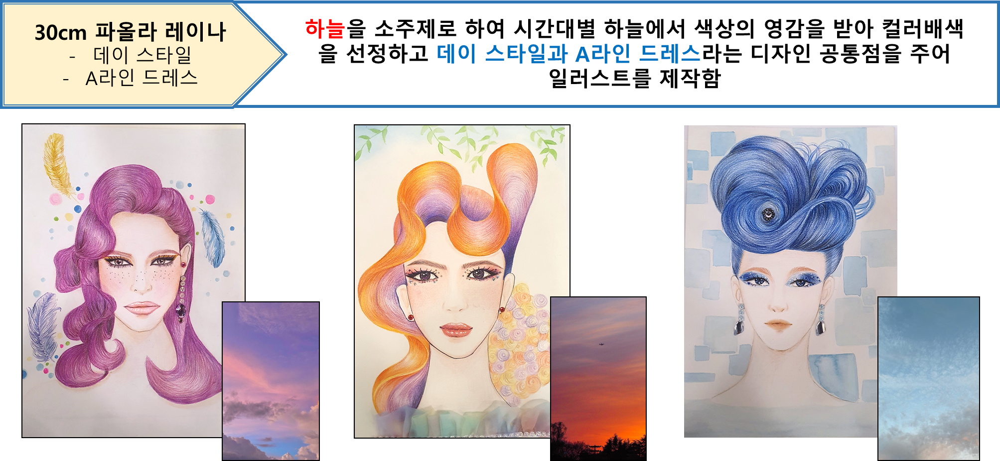 30cm 파올라 레이나
- 데이 스타일
- A라인 드레스
하늘을 소주제로 하여 시간대별 하늘에서 색상의 영감을 받아 컬러배색
을 선정하고 데이 스타일과 A라인 드레스라는 디자인 공통점을 주어
일러스트를 제작함